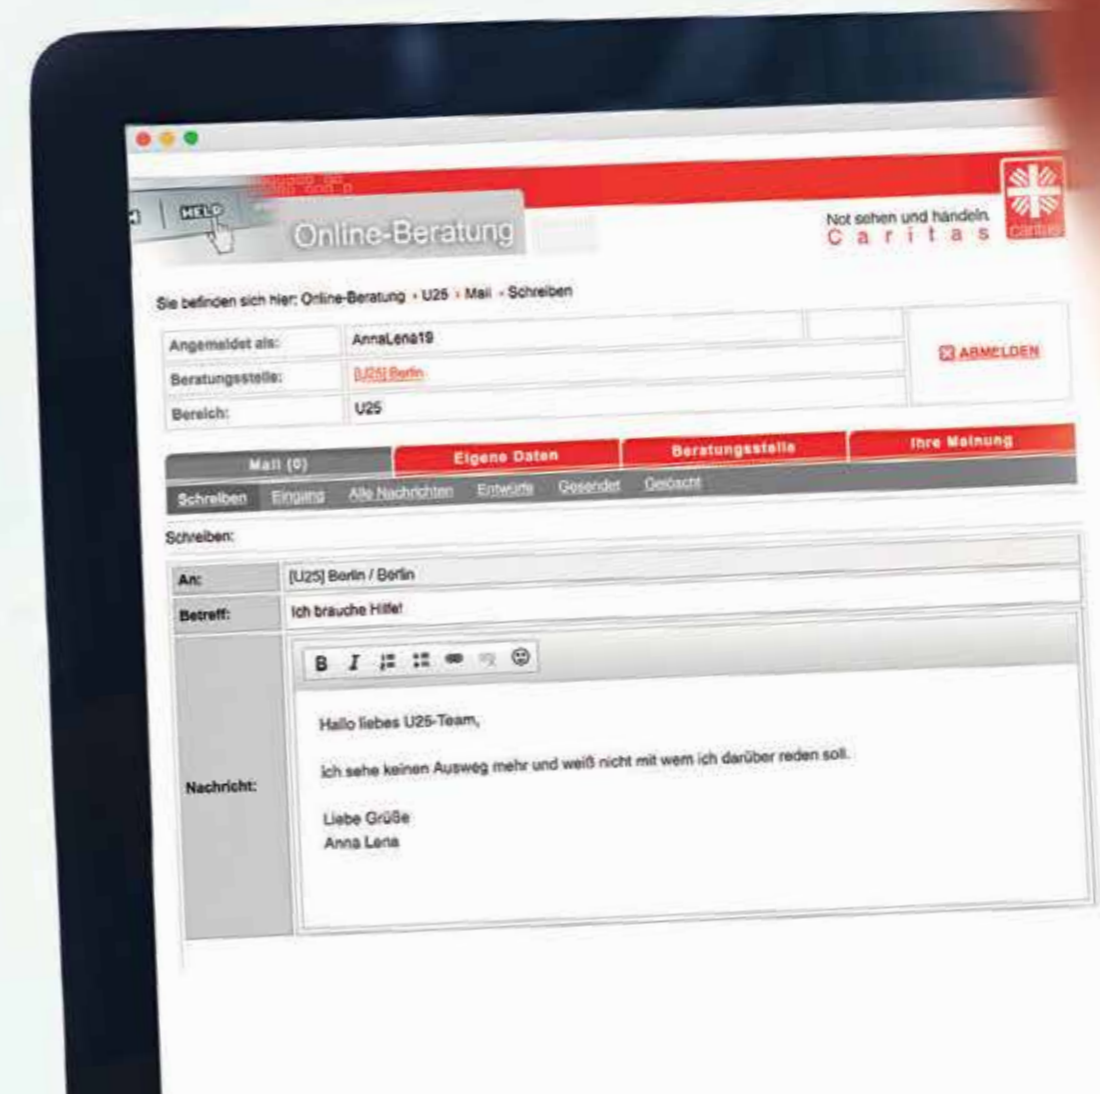 HELP
Online-Beratung
Not sehen und handeln.
Caritas
caritas
Sie befinden sich hier: Online-Beratung › U25 › Mail › Schreiben
Angemeldet als: AnnaLena19
ABMELDEN
Beratungsstelle: [U25] Berlin
Bereich: U25
Mail (0) Eigene Daten Beratungsstelle Ihre Meinung
Schreiben Eingang Alle Nachrichten Entwürfe Gesendet Gelöscht
Schreiben:
An: [U25] Berlin / Berlin
Betreff: Ich brauche Hilfe!
B I
Nachricht:
Hallo liebes U25-Team,
ich sehe keinen Ausweg mehr und weiß nicht mit wem ich darüber reden soll.
Liebe Grüße
Anna Lena